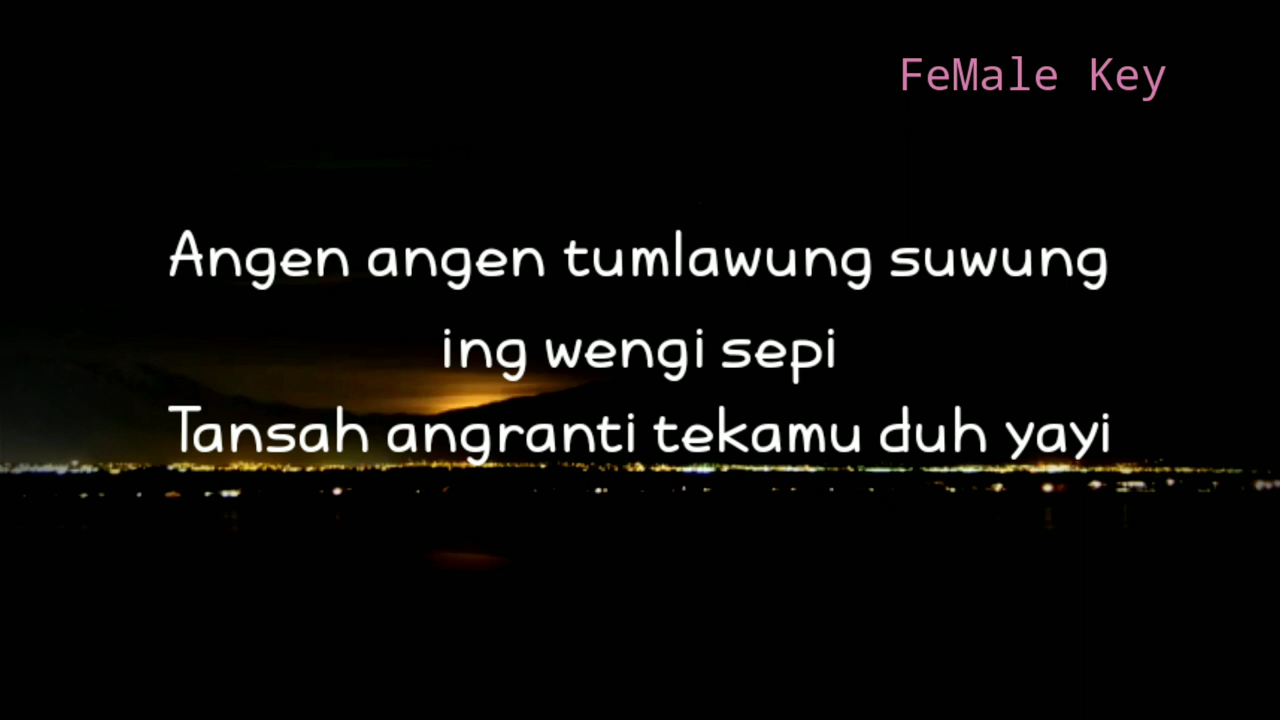 FeMale Key
Angen angen tumlawung suwung
ing wengi sepi
Tansah angranti tekamu duh yayi